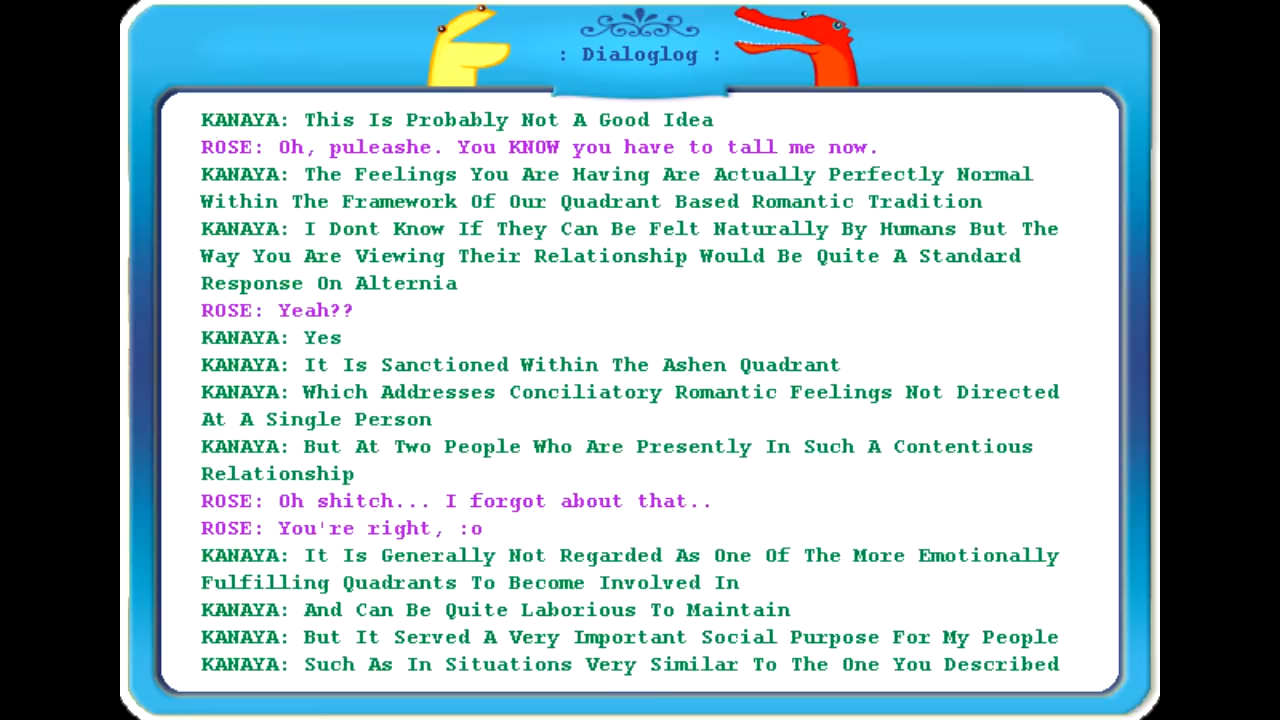 : Dialoglog :
KANAYA: This Is Probably Not A Good Idea
ROSE: Oh, puleashe. You KNOW you have to tall me now.
KANAYA: The Feelings You Are Having Are Actually Perfectly Normal
Within The Framework Of Our Quadrant Based Romantic Tradition
KANAYA: I Dont Know If They Can Be Felt Naturally By Humans But The
Way You Are Viewing Their Relationship Would Be Quite A Standard
Response On Alternia
ROSE: Yeah??
KANAYA: Yes
KANAYA: It Is Sanctioned Within The Ashen Quadrant
KANAYA: Which Addresses Conciliatory Romantic Feelings Not Directed
At A Single Person
KANAYA: But At Two People Who Are Presently In Such A Contentious
Relationship
ROSE: Oh shitch... I forgot about that..
ROSE: You're right, :o
KANAYA: It Is Generally Not Regarded As One Of The More Emotionally
Fulfilling Quadrants To Become Involved In
KANAYA: And Can Be Quite Laborious To Maintain
KANAYA: But It Served A Very Important Social Purpose For My People
KANAYA: Such As In Situations Very Similar To The One You Described